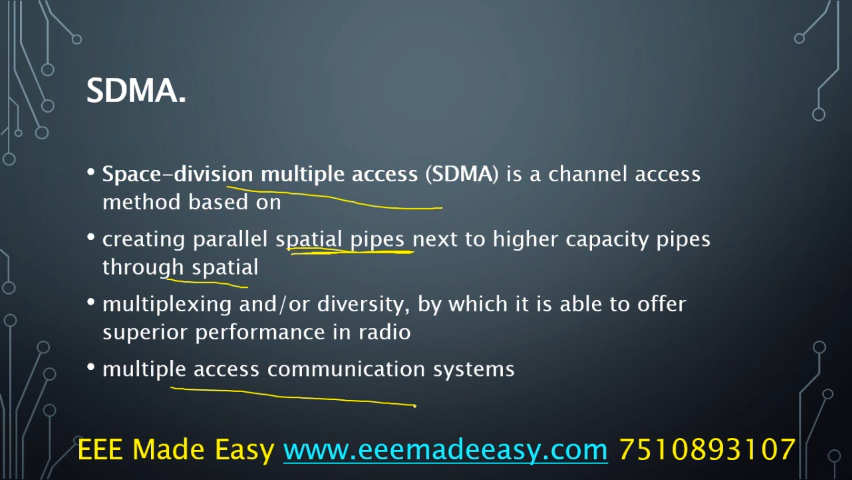 SDMA.
• Space-division multiple access (SDMA) is a channel access
method based on
• creating parallel spatial pipes next to higher capacity pipes
through spatial
• multiplexing and/or diversity, by which it is able to offer
superior performance in radio
• multiple access communication systems
EEE Made Easy www.eeemadeeasy.com 7510893107